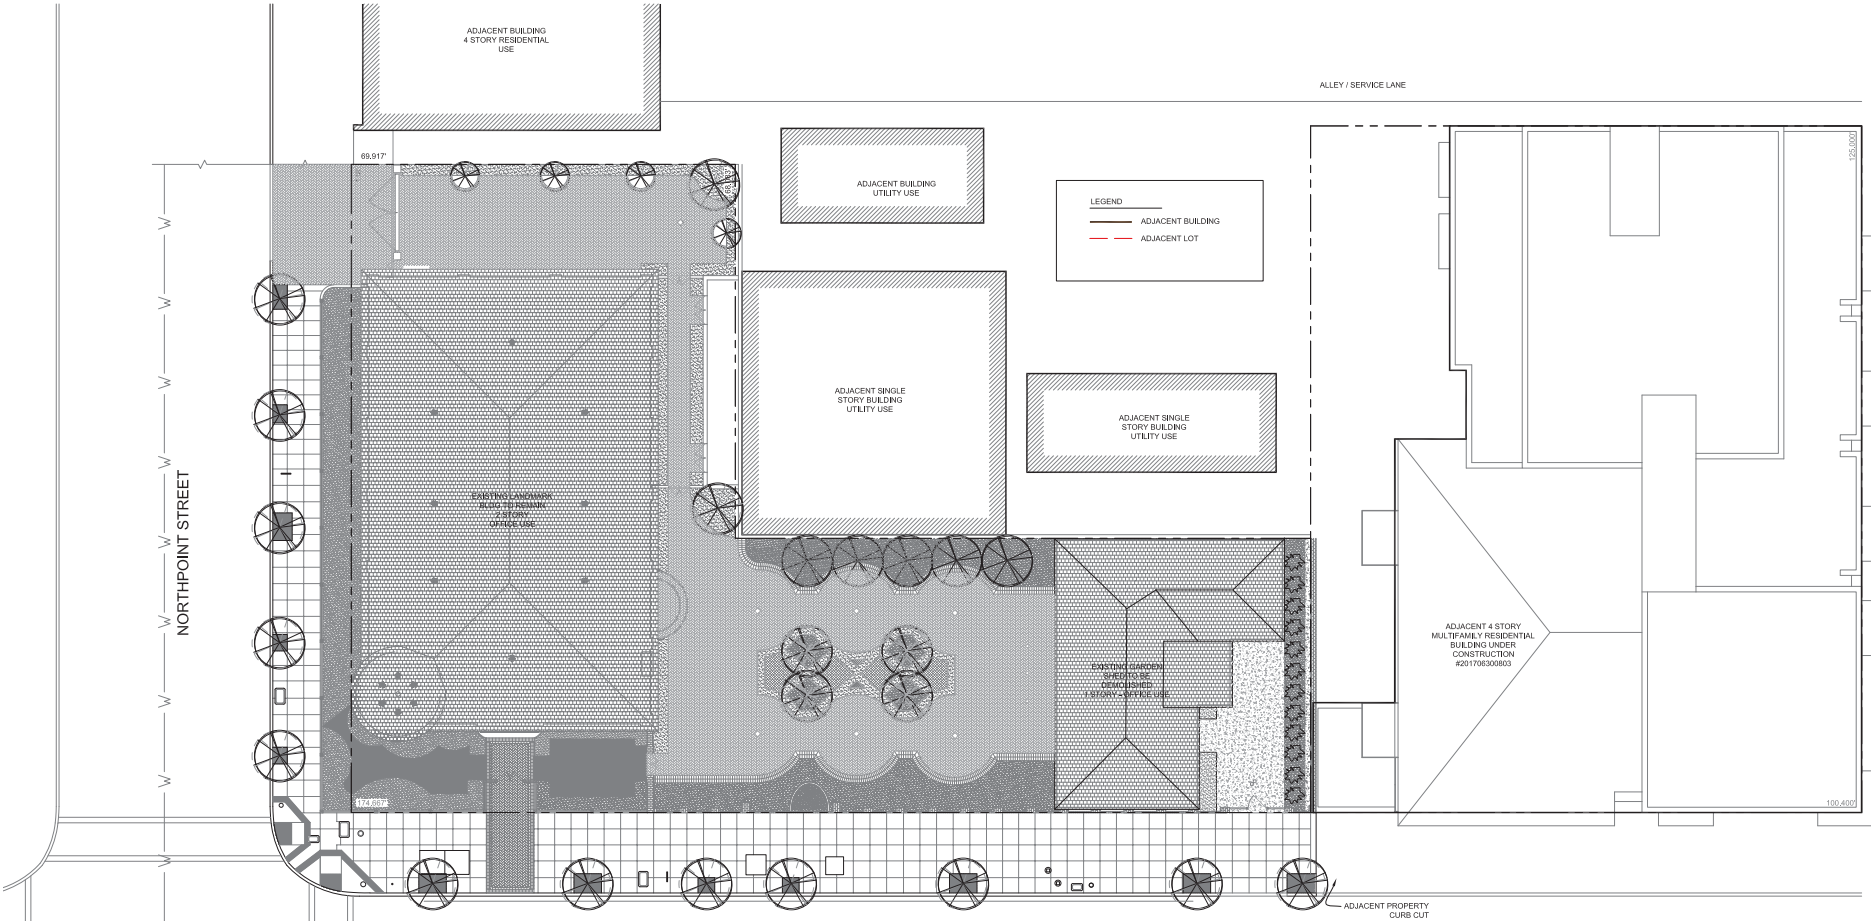 ADJACENT BUILDING
4 STORY RESIDENTIAL
USE
ALLEY / SERVICE LANE
69.917'
125.000'
ADJACENT BUILDING
UTILITY USE
LEGEND
ADJACENT BUILDING
ADJACENT LOT
ADJACENT SINGLE
STORY BUILDING
UTILITY USE
ADJACENT SINGLE
STORY BUILDING
UTILITY USE
NORTHPOINT STREET
EXISTING LANDMARK
BLDG TO REMAIN
2 STORY
OFFICE USE
EXISTING GARDEN
SHED TO BE
DEMOLISHED
1 STORY - OFFICE USE
ADJACENT 4 STORY
MULTIFAMILY RESIDENTIAL
BUILDING UNDER
CONSTRUCTION
#201706300803
174.667'
100.400'
ADJACENT PROPERTY
CURB CUT